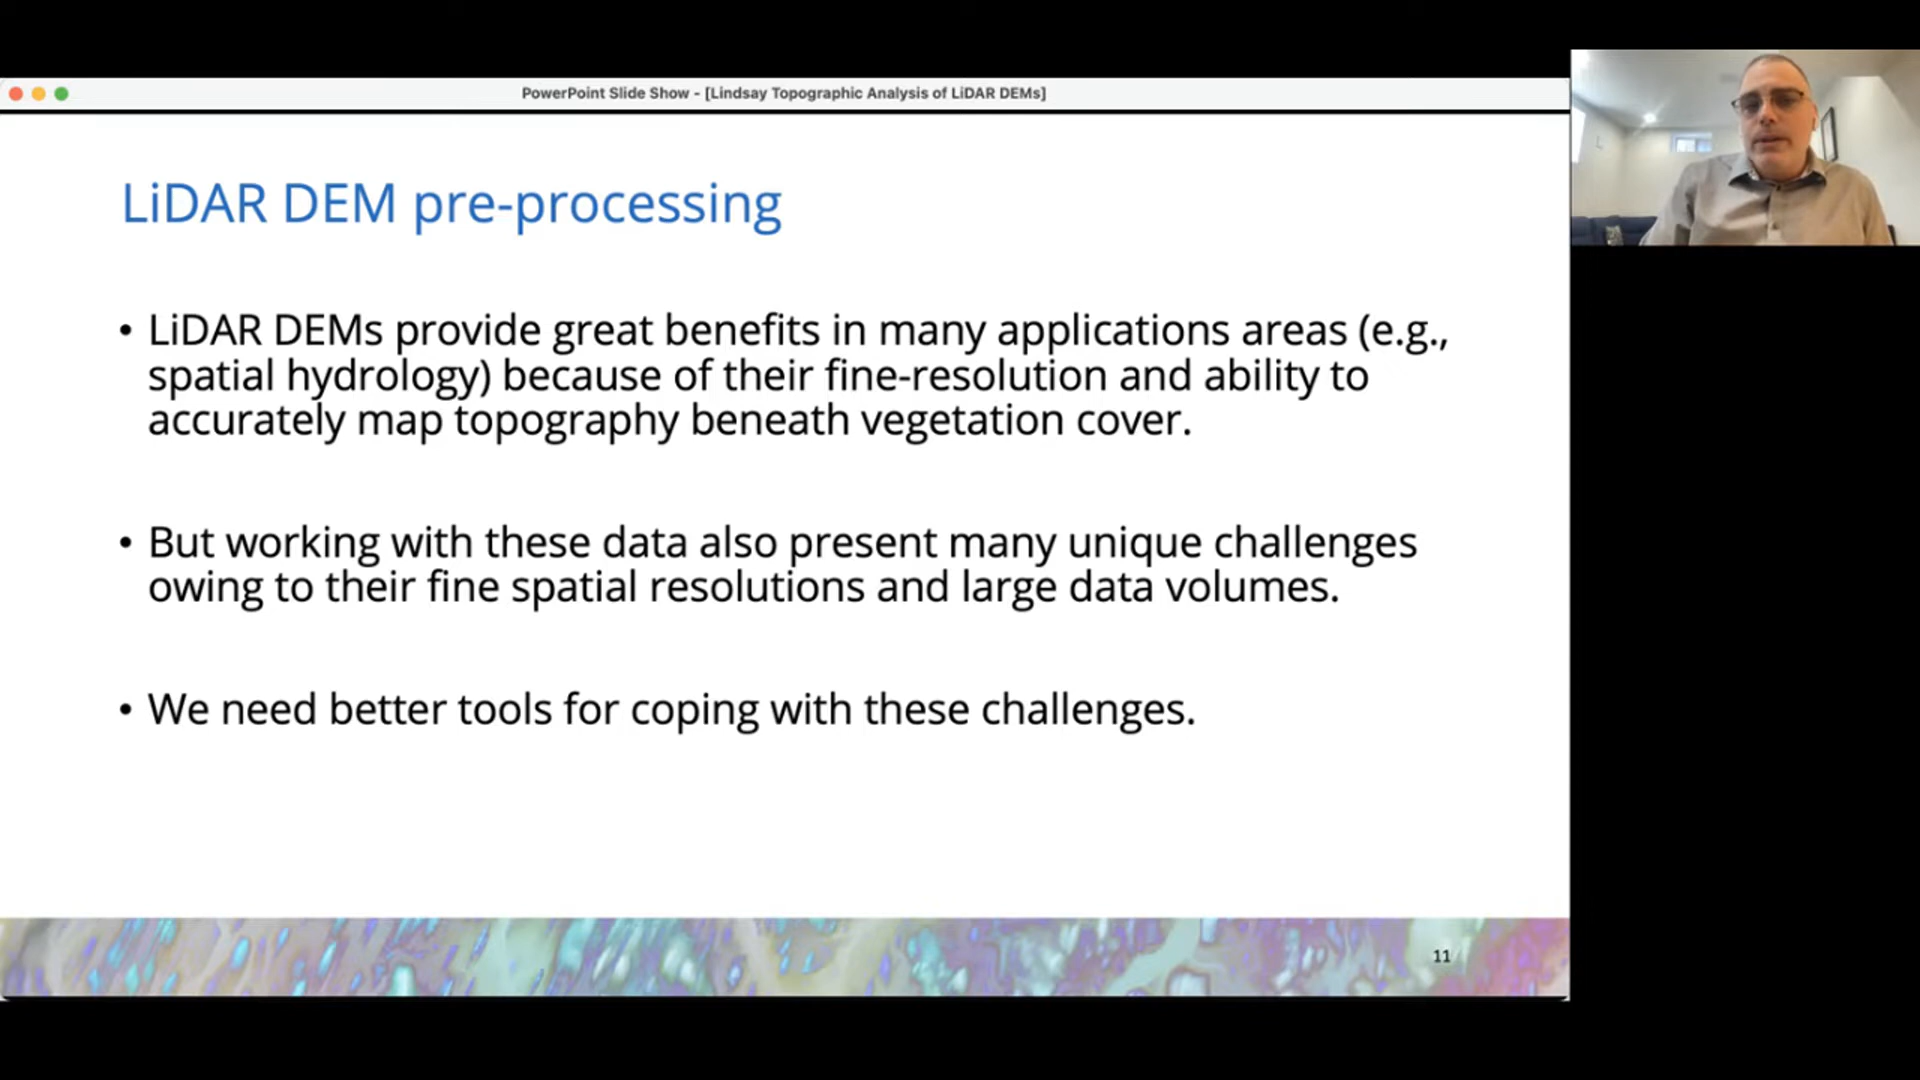 PowerPoint Slide Show - [Lindsay Topographic Analysis of LiDAR DEMs]
LiDAR DEM pre-processing
• LiDAR DEMs provide great benefits in many applications areas (e.g.,
spatial hydrology) because of their fine-resolution and ability to
accurately map topography beneath vegetation cover.
• But working with these data also present many unique challenges
owing to their fine spatial resolutions and large data volumes.
• We need better tools for coping with these challenges.
11